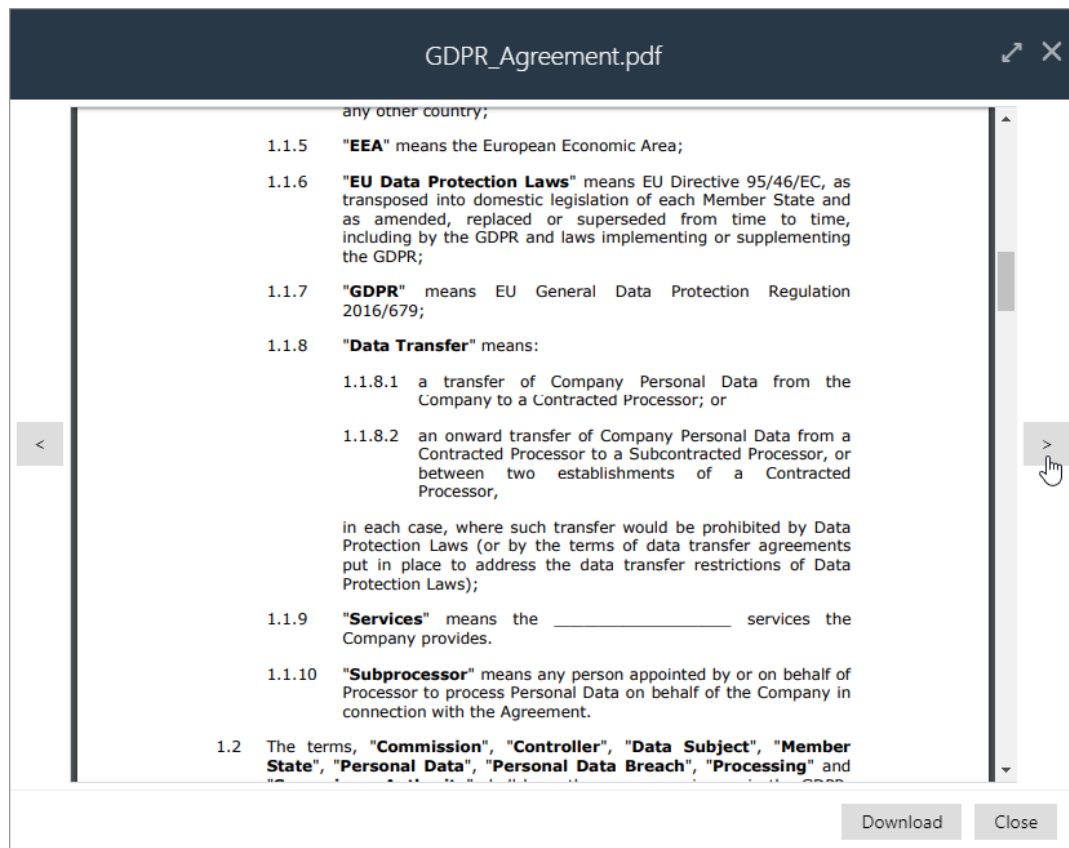 GDPR_Agreement.pdf
any other country;
1.1.5 "EEA" means the European Economic Area;
1.1.6 "EU Data Protection Laws" means EU Directive 95/46/EC, as
transposed into domestic legislation of each Member State and
as amended, replaced or superseded from time to time,
including by the GDPR and laws implementing or supplementing
the GDPR;
1.1.7 "GDPR" means EU General Data Protection Regulation
2016/679;
1.1.8 "Data Transfer" means:
1.1.8.1 a transfer of Company Personal Data from the
Company to a Contracted Processor; or
1.1.8.2 an onward transfer of Company Personal Data from a
Contracted Processor to a Subcontracted Processor, or
between two establishments of a Contracted
Processor,
in each case, where such transfer would be prohibited by Data
Protection Laws (or by the terms of data transfer agreements
put in place to address the data transfer restrictions of Data
Protection Laws);
1.1.9 "Services" means the ____________________ services the
Company provides.
1.1.10 "Subprocessor" means any person appointed by or on behalf of
Processor to process Personal Data on behalf of the Company in
connection with the Agreement.
1.2 The terms, "Commission", "Controller", "Data Subject", "Member
State", "Personal Data", "Personal Data Breach", "Processing" and
<
>
Download
Close